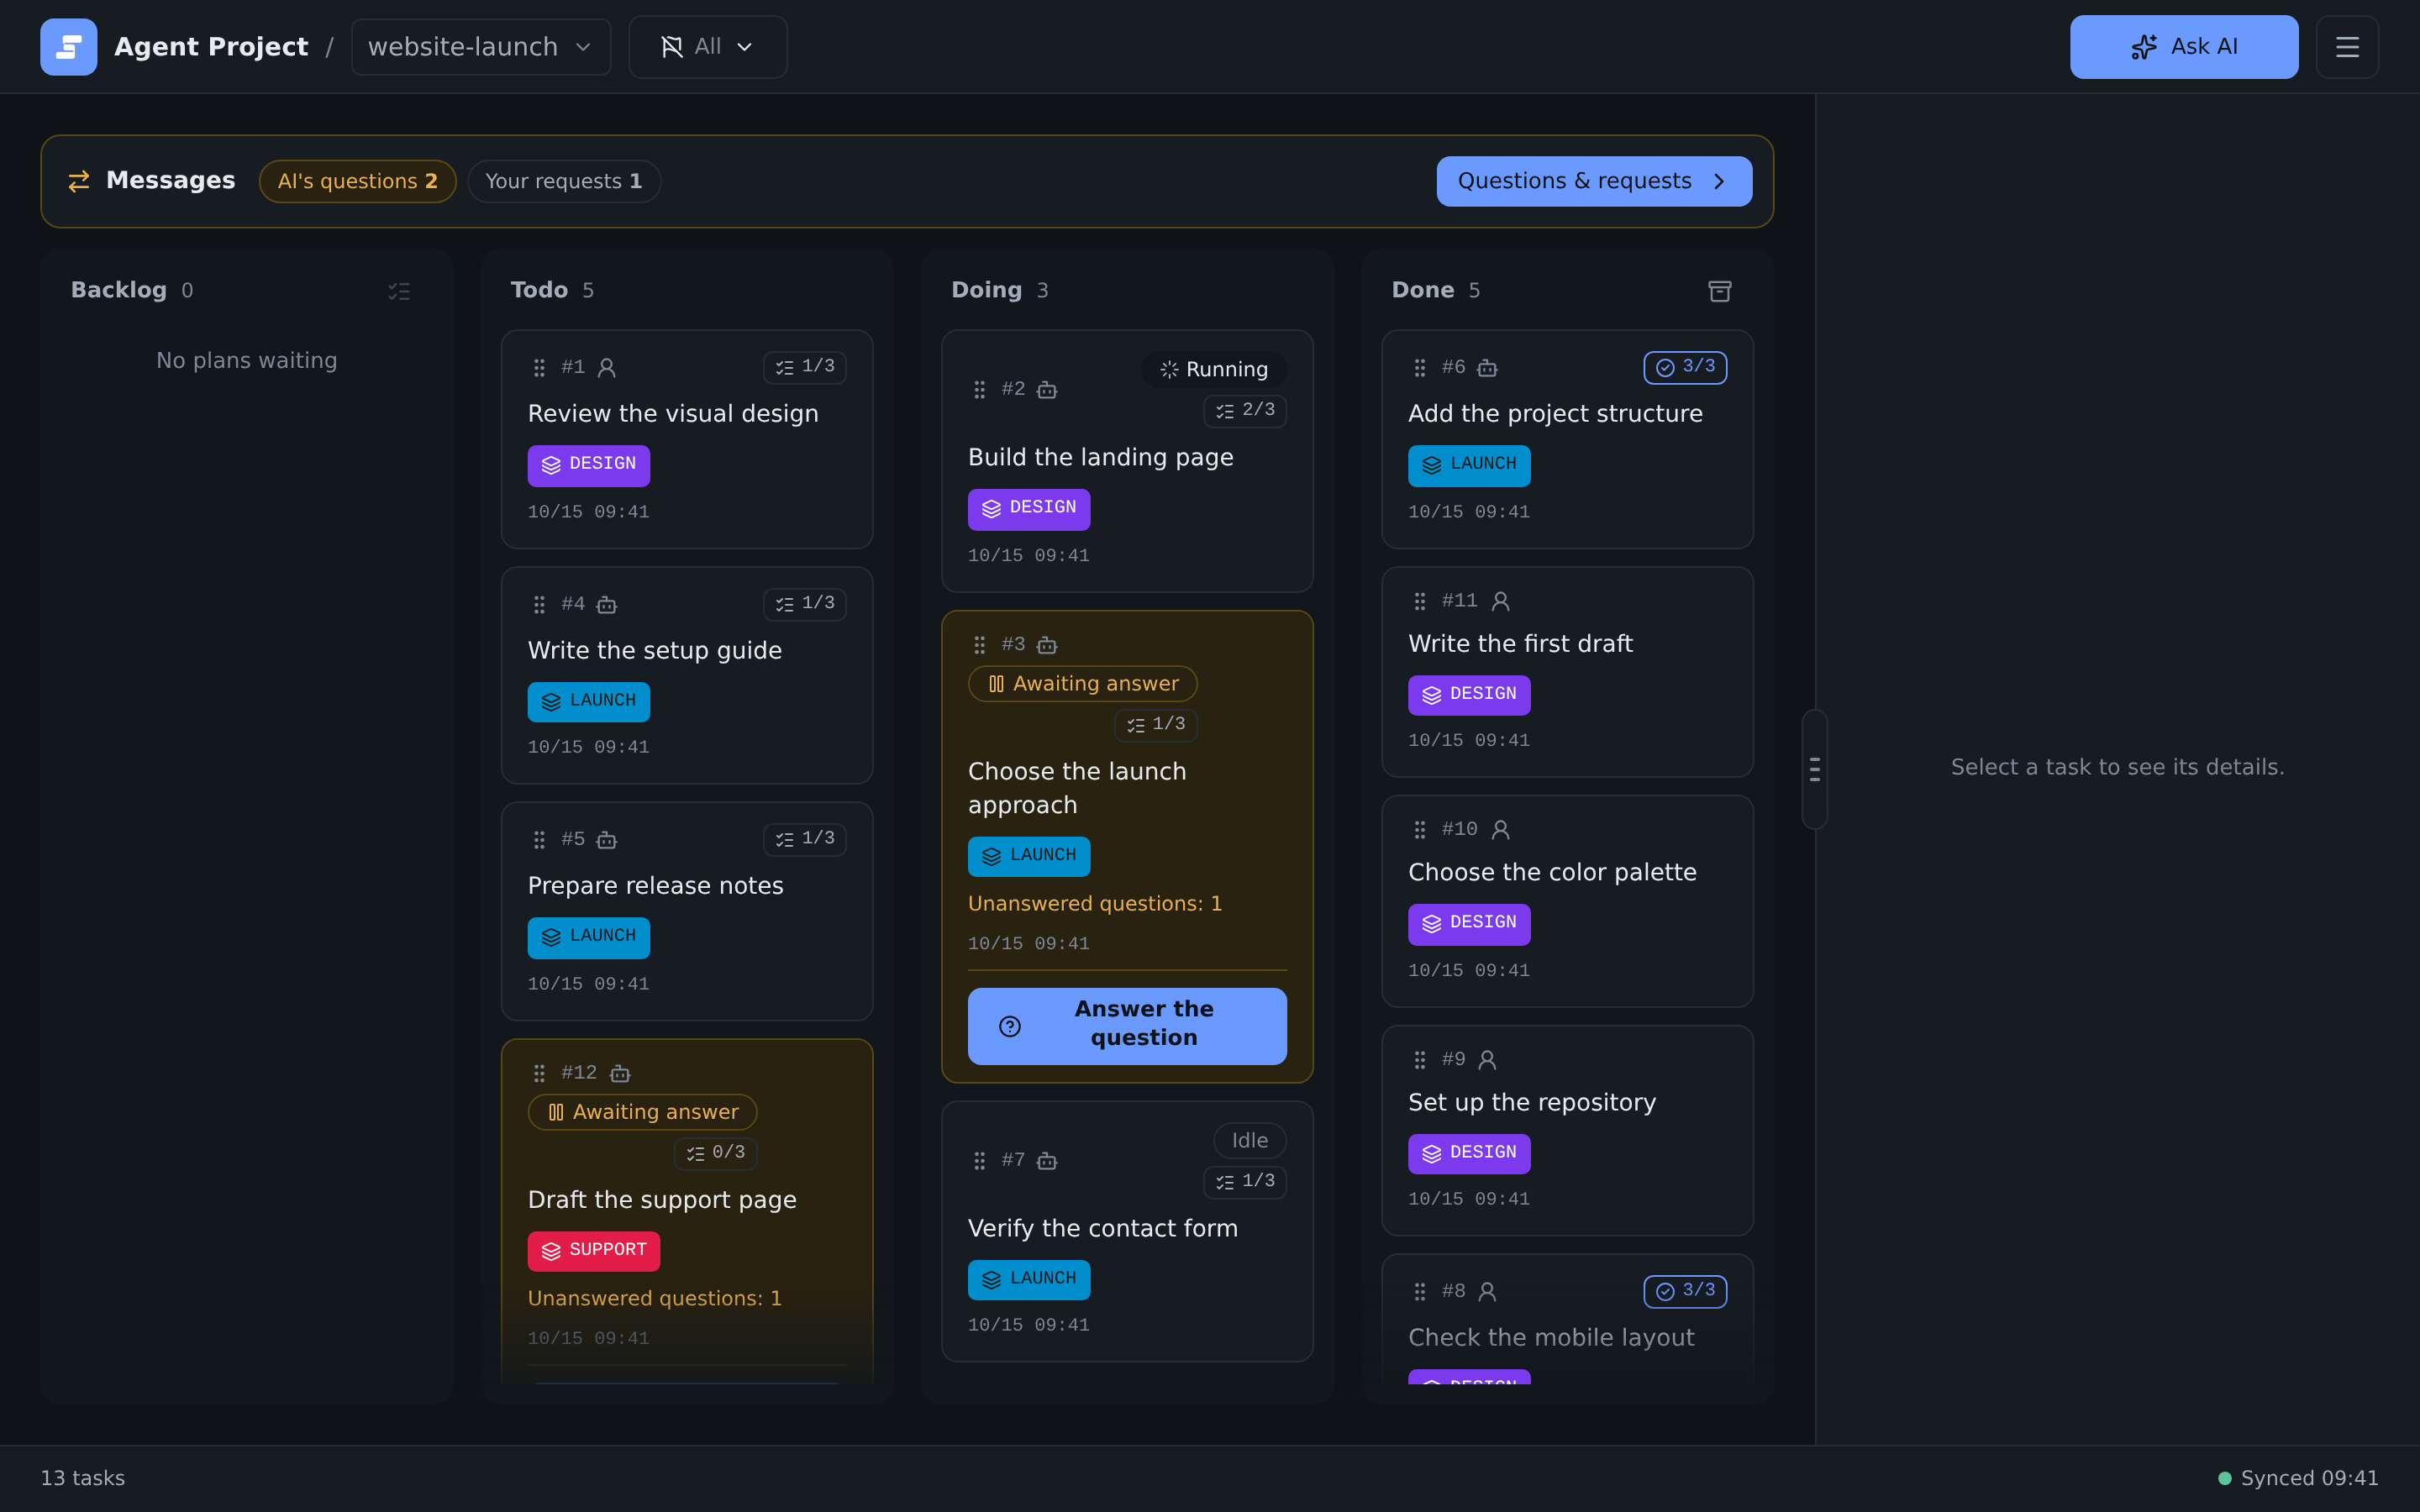 Agent Project / website-launch All Ask AI
Messages AI's questions 2 Your requests 1 Questions & requests
Backlog 0
No plans waiting
Todo 5
#1 1/3
Review the visual design
DESIGN
10/15 09:41
#4 1/3
Write the setup guide
LAUNCH
10/15 09:41
#5 1/3
Prepare release notes
LAUNCH
10/15 09:41
#12
Awaiting answer
0/3
Draft the support page
SUPPORT
Unanswered questions: 1
10/15 09:41
Doing 3
#2 Running
2/3
Build the landing page
DESIGN
10/15 09:41
#3
Awaiting answer
1/3
Choose the launch
approach
LAUNCH
Unanswered questions: 1
10/15 09:41
Answer the
question
#7 Idle
1/3
Verify the contact form
LAUNCH
10/15 09:41
Done 5
#6 3/3
Add the project structure
LAUNCH
10/15 09:41
#11
Write the first draft
DESIGN
10/15 09:41
#10
Choose the color palette
DESIGN
10/15 09:41
#9
Set up the repository
DESIGN
10/15 09:41
#8 3/3
Check the mobile layout
Select a task to see its details.
13 tasks
Synced 09:41